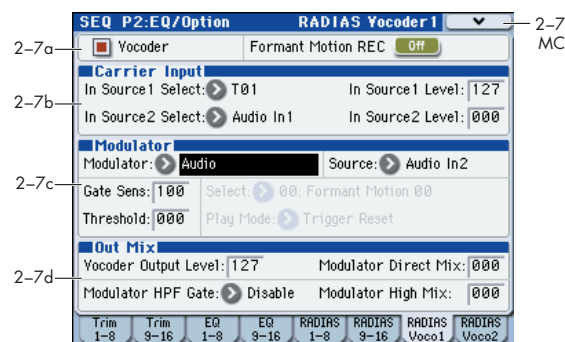 SEQ P2:EQ/Option RADIAS Vocoder1
2–7
MC
2–7a
Vocoder Formant Motion REC Off
Carrier Input
2–7b
In Source1 Select: T01 In Source1 Level: 127
In Source2 Select: Audio In1 In Source2 Level: 000
Modulator
Modulator: Audio Source: Audio In2
2–7c
Gate Sens: 100 Select: 00: Formant Motion 00
Threshold: 000 Play Mode: Trigger Reset
Out Mix
2–7d
Vocoder Output Level: 127 Modulator Direct Mix: 000
Modulator HPF Gate: Disable Modulator High Mix: 000
Trim 1-8 Trim 9-16 EQ 1-8 EQ 9-16 RADIAS 1-8 RADIAS 9-16 RADIAS Voco1 RADIAS Voco2